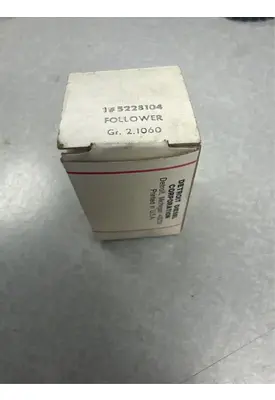 1#5228104
FOLLOWER
Gr. 2.1060
DETROIT DIESEL
CORPORATION
Detroit, Michigan
Printed in U.S.A.